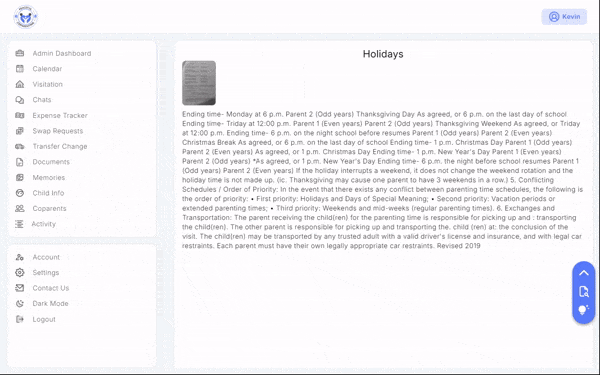 Kevin
Holidays
Admin Dashboard
Calendar
Visitation
Chats
Expense Tracker
Swap Requests
Transfer Change
Documents
Memories
Child Info
Coparents
Activity
Account
Settings
Contact Us
Dark Mode
Logout
Ending time- Monday at 6 p.m. Parent 2 (Odd years) Thanksgiving Day As agreed, or 6 p.m. on the last day of school
Ending time- Triday at 12:00 p.m. Parent 1 (Even years) Parent 2 (Odd years) Thanksgiving Weekend As agreed, or Triday
at 12:00 p.m. Ending time- 6 p.m. on the night school before resumes Parent 1 (Odd years) Parent 2 (Even years)
Christmas Break As agreed, or 6 p.m. on the last day of school Ending time- 1 p.m. Christmas Day Parent 1 (Odd years)
Parent 2 (Even years) As agreed, or 1 p.m. Christmas Day Ending time- 1 p.m. New Year's Day Parent 1 (Even years)
Parent 2 (Odd years) *As agreed, or 1 p.m. New Year's Day Ending time- 6 p.m. the night before school resumes Parent 1
(Odd years) Parent 2 (Even years) If the holiday interrupts a weekend, it does not change the weekend rotation and the
holiday time is not made up. (ic. Thanksgiving may cause one parent to have 3 weekends in a row.) 5. Conflicting
Schedules / Order of Priority: In the event that there exists any conflict between parenting time schedules, the following is
the order of priority: • First priority: Holidays and Days of Special Meaning; • Second priority: Vacation periods or
extended parenting times; • Third priority: Weekends and mid-weeks (regular parenting times). 6. Exchanges and
Transportation: The parent receiving the child(ren) for the parenting time is responsible for picking up and : transporting
the child(ren). The other parent is responsible for picking up and transporting the. child (ren) at: the conclusion of the
visit. The child(ren) may be transported by any trusted adult with a valid driver's license and insurance, and with legal car
restraints. Each parent must have their own legally appropriate car restraints. Revised 2019